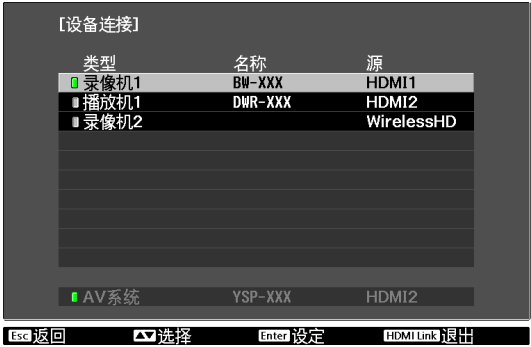 [设备连接]
类型 名称 源
录像机1 BW-XXX HDMI1
播放机1 DWR-XXX HDMI2
录像机2 WirelessHD
AV系统 YSP-XXX HDMI2
Esc 返回 选择 Enter 设定 HDMI Link 退出